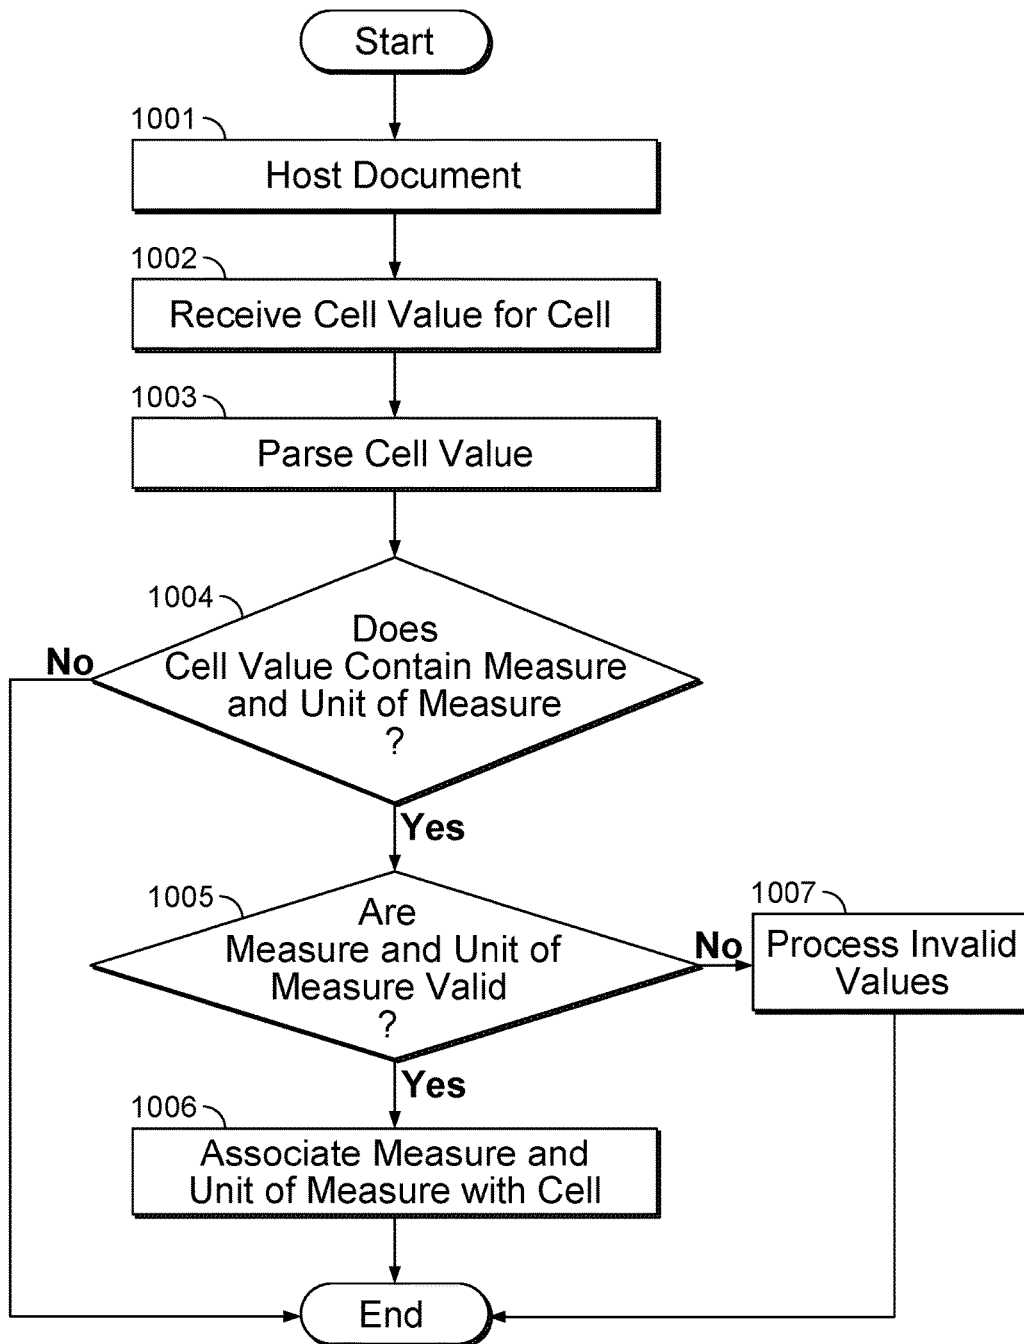 Start
1001
Host Document
1002
Receive Cell Value for Cell
1003
Parse Cell Value
1004
Does
Cell Value Contain Measure
and Unit of Measure
?
No
Yes
1005
Are
Measure and Unit of
Measure Valid
?
No
1007
Process Invalid
Values
Yes
1006
Associate Measure and
Unit of Measure with Cell
End